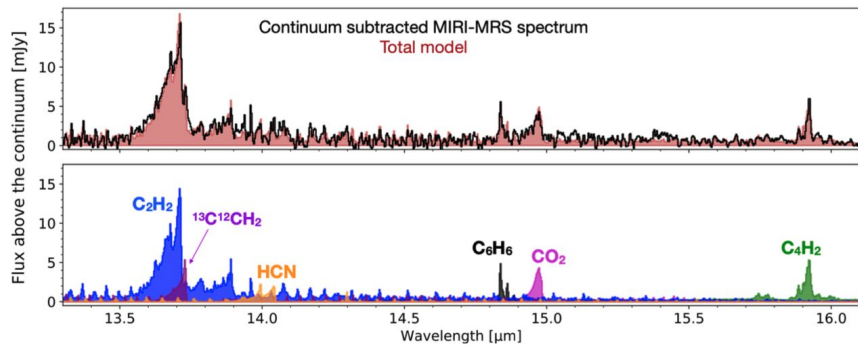 Continuum subtracted MIRI-MRS spectrum
Total model
15
10
5
0
Flux above the continuum [mJy]
C₂H₂
¹³C¹²CH₂
HCN
C₆H₆
CO₂
C₄H₂
15
10
5
0
13.5 14.0 14.5 15.0 15.5 16.0
Wavelength [μm]